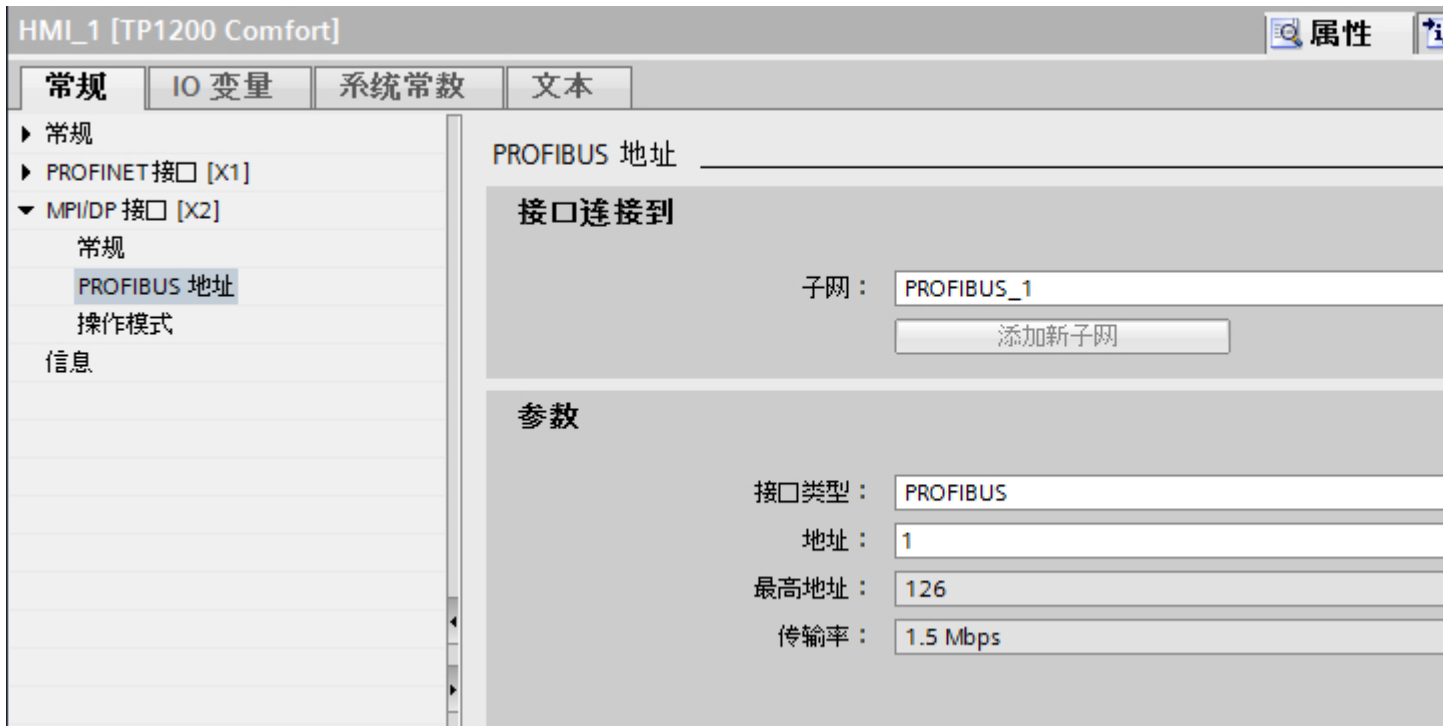 HMI_1 [TP1200 Comfort]
属性
常规
IO 变量
系统常数
文本
常规
PROFINET接口 [X1]
MPI/DP 接口 [X2]
常规
PROFIBUS 地址
操作模式
信息
PROFIBUS 地址
接口连接到
子网：
PROFIBUS_1
添加新子网
参数
接口类型：
PROFIBUS
地址：
1
最高地址：
126
传输率：
1.5 Mbps